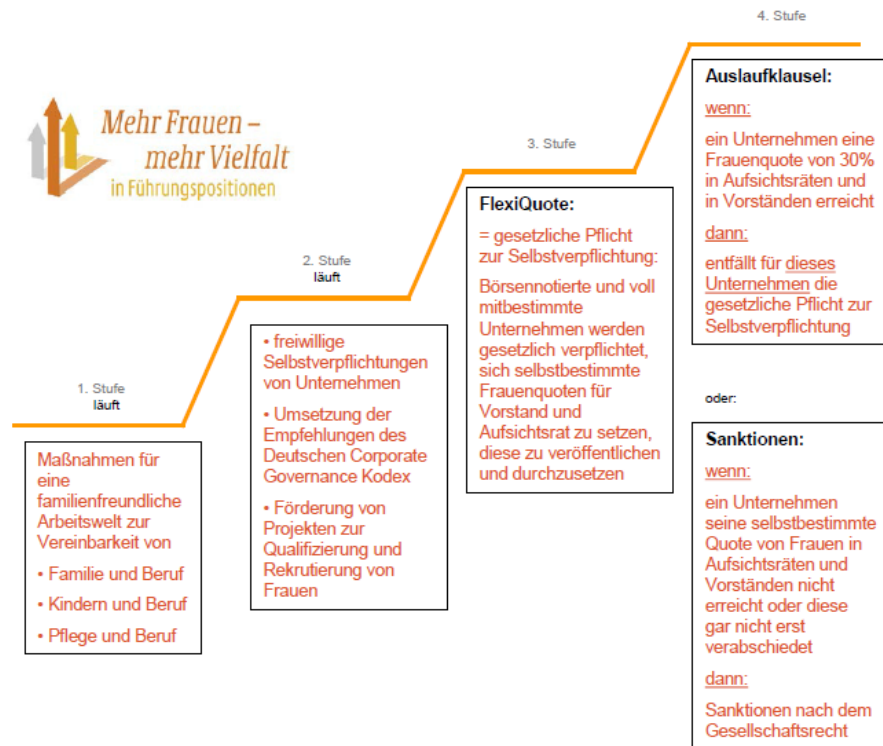 Mehr Frauen –
mehr Vielfalt
in Führungspositionen
1. Stufe
läuft
Maßnahmen für
eine
familienfreundliche
Arbeitswelt zur
Vereinbarkeit von
• Familie und Beruf
• Kindern und Beruf
• Pflege und Beruf
2. Stufe
läuft
• freiwillige
Selbstverpflichtungen
von Unternehmen
• Umsetzung der
Empfehlungen des
Deutschen Corporate
Governance Kodex
• Förderung von
Projekten zur
Qualifizierung und
Rekrutierung von
Frauen
3. Stufe
FlexiQuote:
= gesetzliche Pflicht
zur Selbstverpflichtung:
Börsennotierte und voll
mitbestimmte
Unternehmen werden
gesetzlich verpflichtet,
sich selbstbestimmte
Frauenquoten für
Vorstand und
Aufsichtsrat zu setzen,
diese zu veröffentlichen
und durchzusetzen
4. Stufe
Auslaufklausel:
wenn:
ein Unternehmen eine
Frauenquote von 30%
in Aufsichtsräten und
in Vorständen erreicht
dann:
entfällt für dieses
Unternehmen die
gesetzliche Pflicht zur
Selbstverpflichtung
oder:
Sanktionen:
wenn:
ein Unternehmen
seine selbstbestimmte
Quote von Frauen in
Aufsichtsräten und
Vorständen nicht
erreicht oder diese
gar nicht erst
verabschiedet
dann:
Sanktionen nach dem
Gesellschaftsrecht